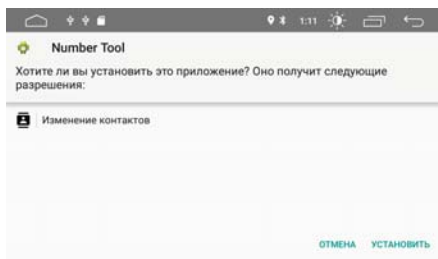 1:11
Number Tool
Хотите ли вы установить это приложение? Оно получит следующие
разрешения:
Изменение контактов
ОТМЕНА УСТАНОВИТЬ